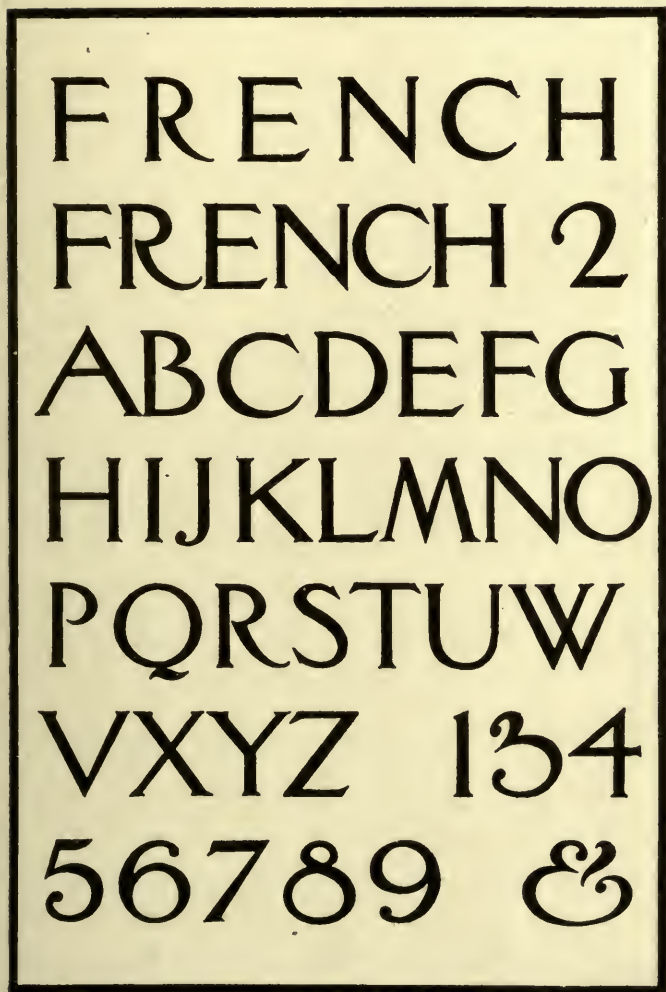 FRENCH
FRENCH 2
ABCDEFG
HIJKLMNO
PQRSTUW
VXYZ 134
56789 &